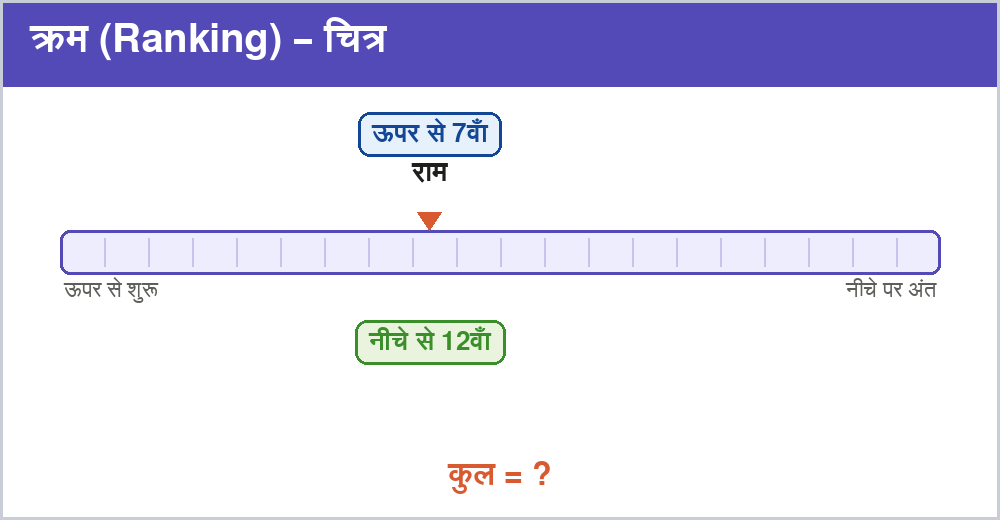 क्रम (Ranking) – चित्र
ऊपर से 7वाँ
राम
ऊपर से शुरू
नीचे पर अंत
नीचे से 12वाँ
कुल = ?